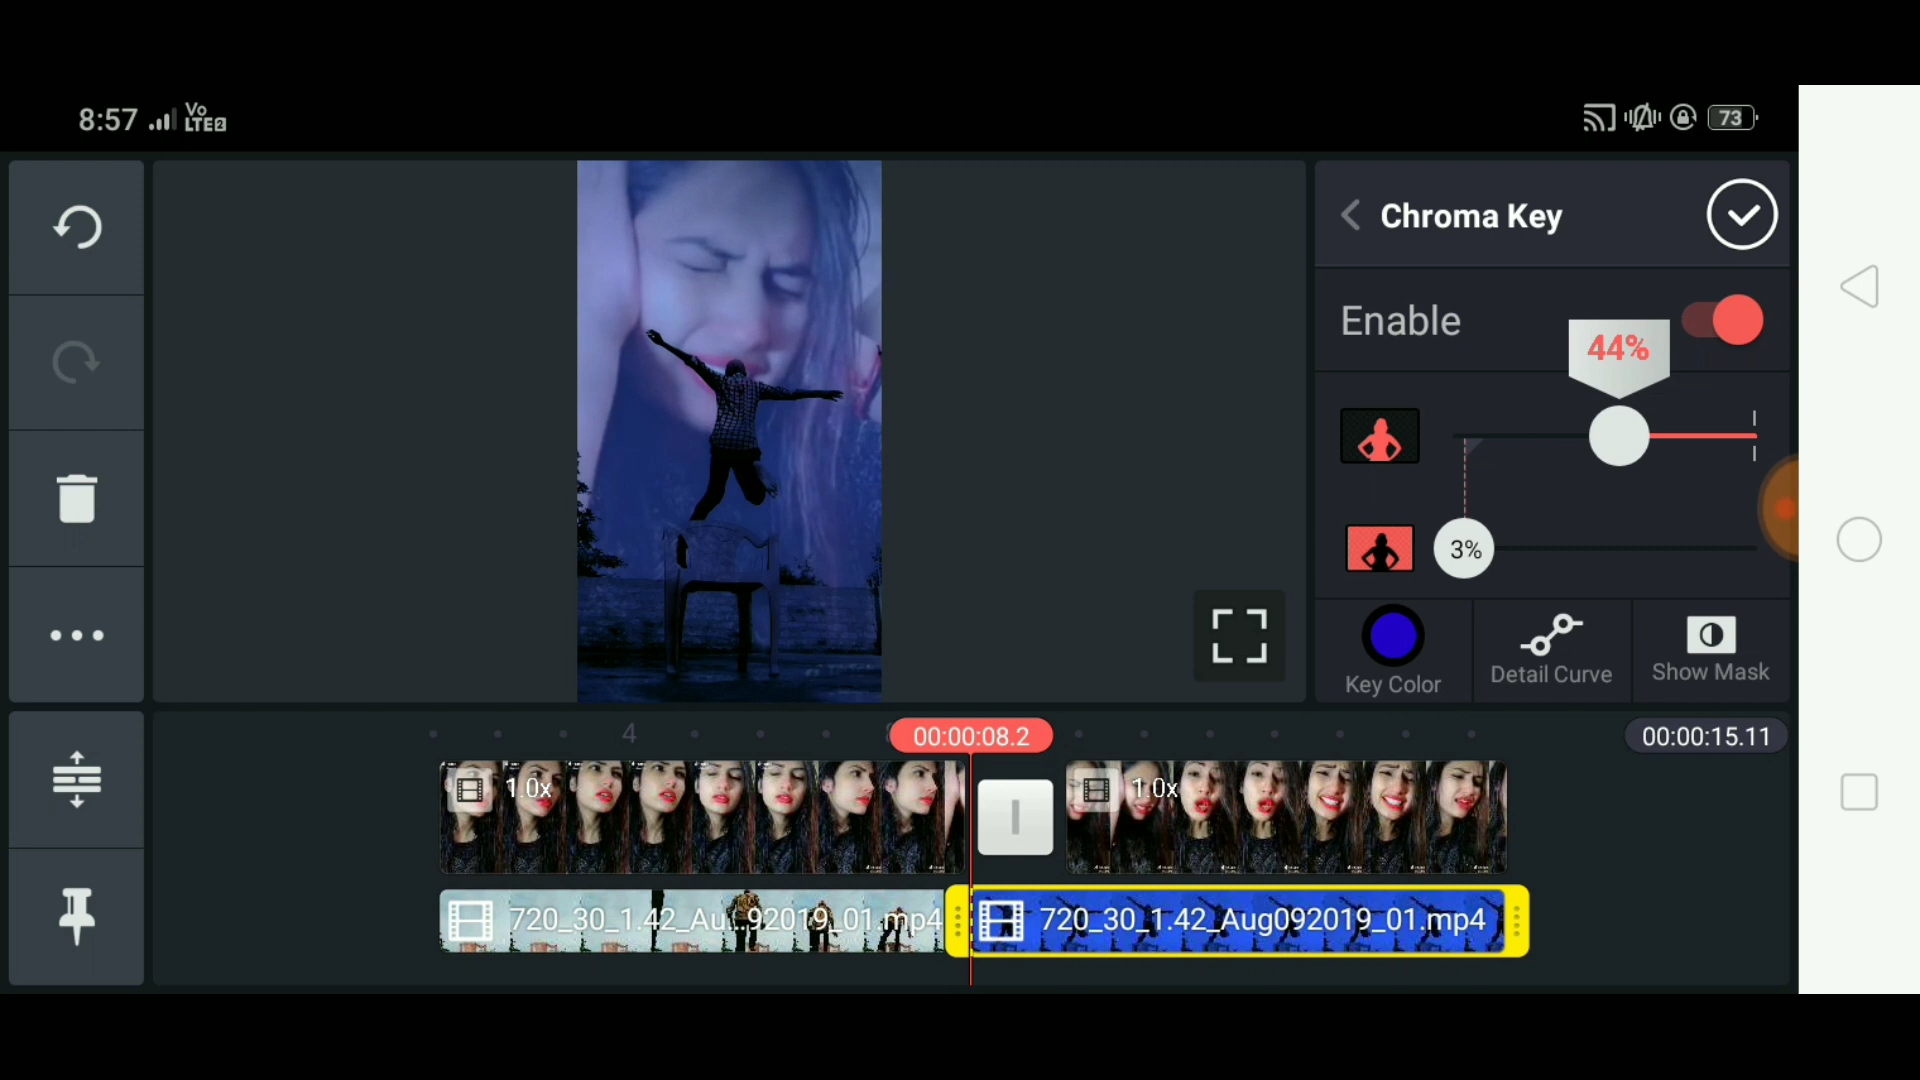 8:57 Vo LTE2 73
Chroma Key
Enable
44%
3%
Key Color
Detail Curve
Show Mask
4
00:00:08.2
00:00:15.11
1.0x
1.0x
720_30_1.42_Au...92019_01.mp4
720_30_1.42_Aug092019_01.mp4